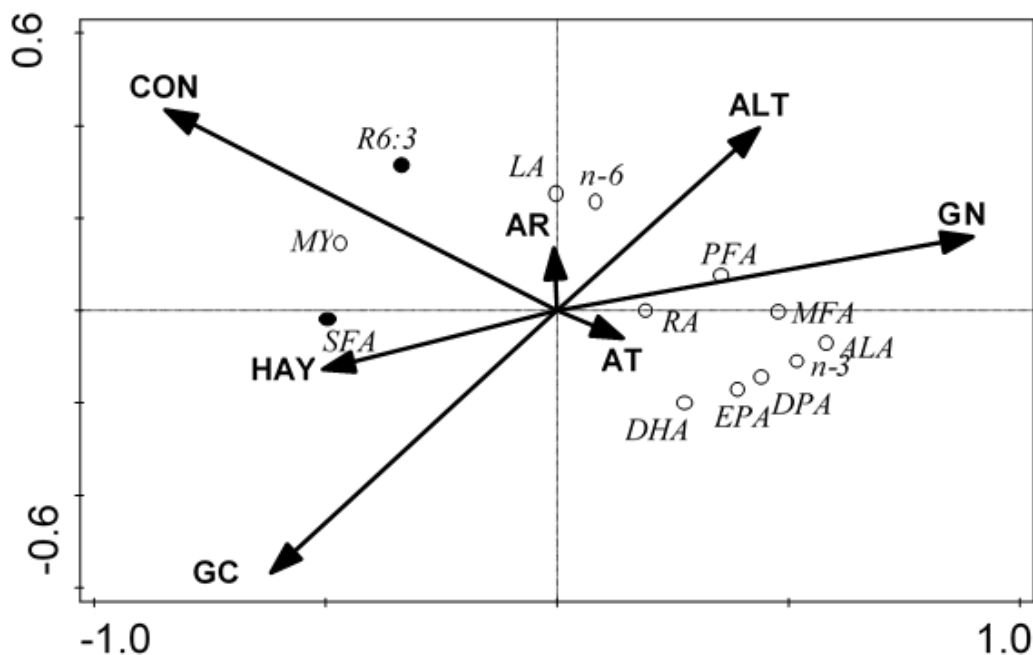 0.6
CON
ALT
R6:3
LA
n-6
AR
GN
MY
PFA
RA
MFA
SFA
ALA
HAY
AT
n-3
DHA
EPA
DPA
-0.6
GC
-1.0
1.0